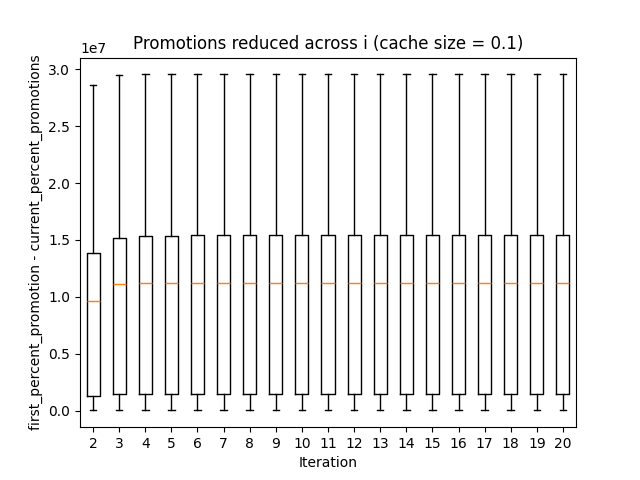 Promotions reduced across i (cache size = 0.1)
1e7
first_percent_promotion - current_percent_promotions
3.0
2.5
2.0
1.5
1.0
0.5
0.0
2 3 4 5 6 7 8 9 10 11 12 13 14 15 16 17 18 19 20
Iteration